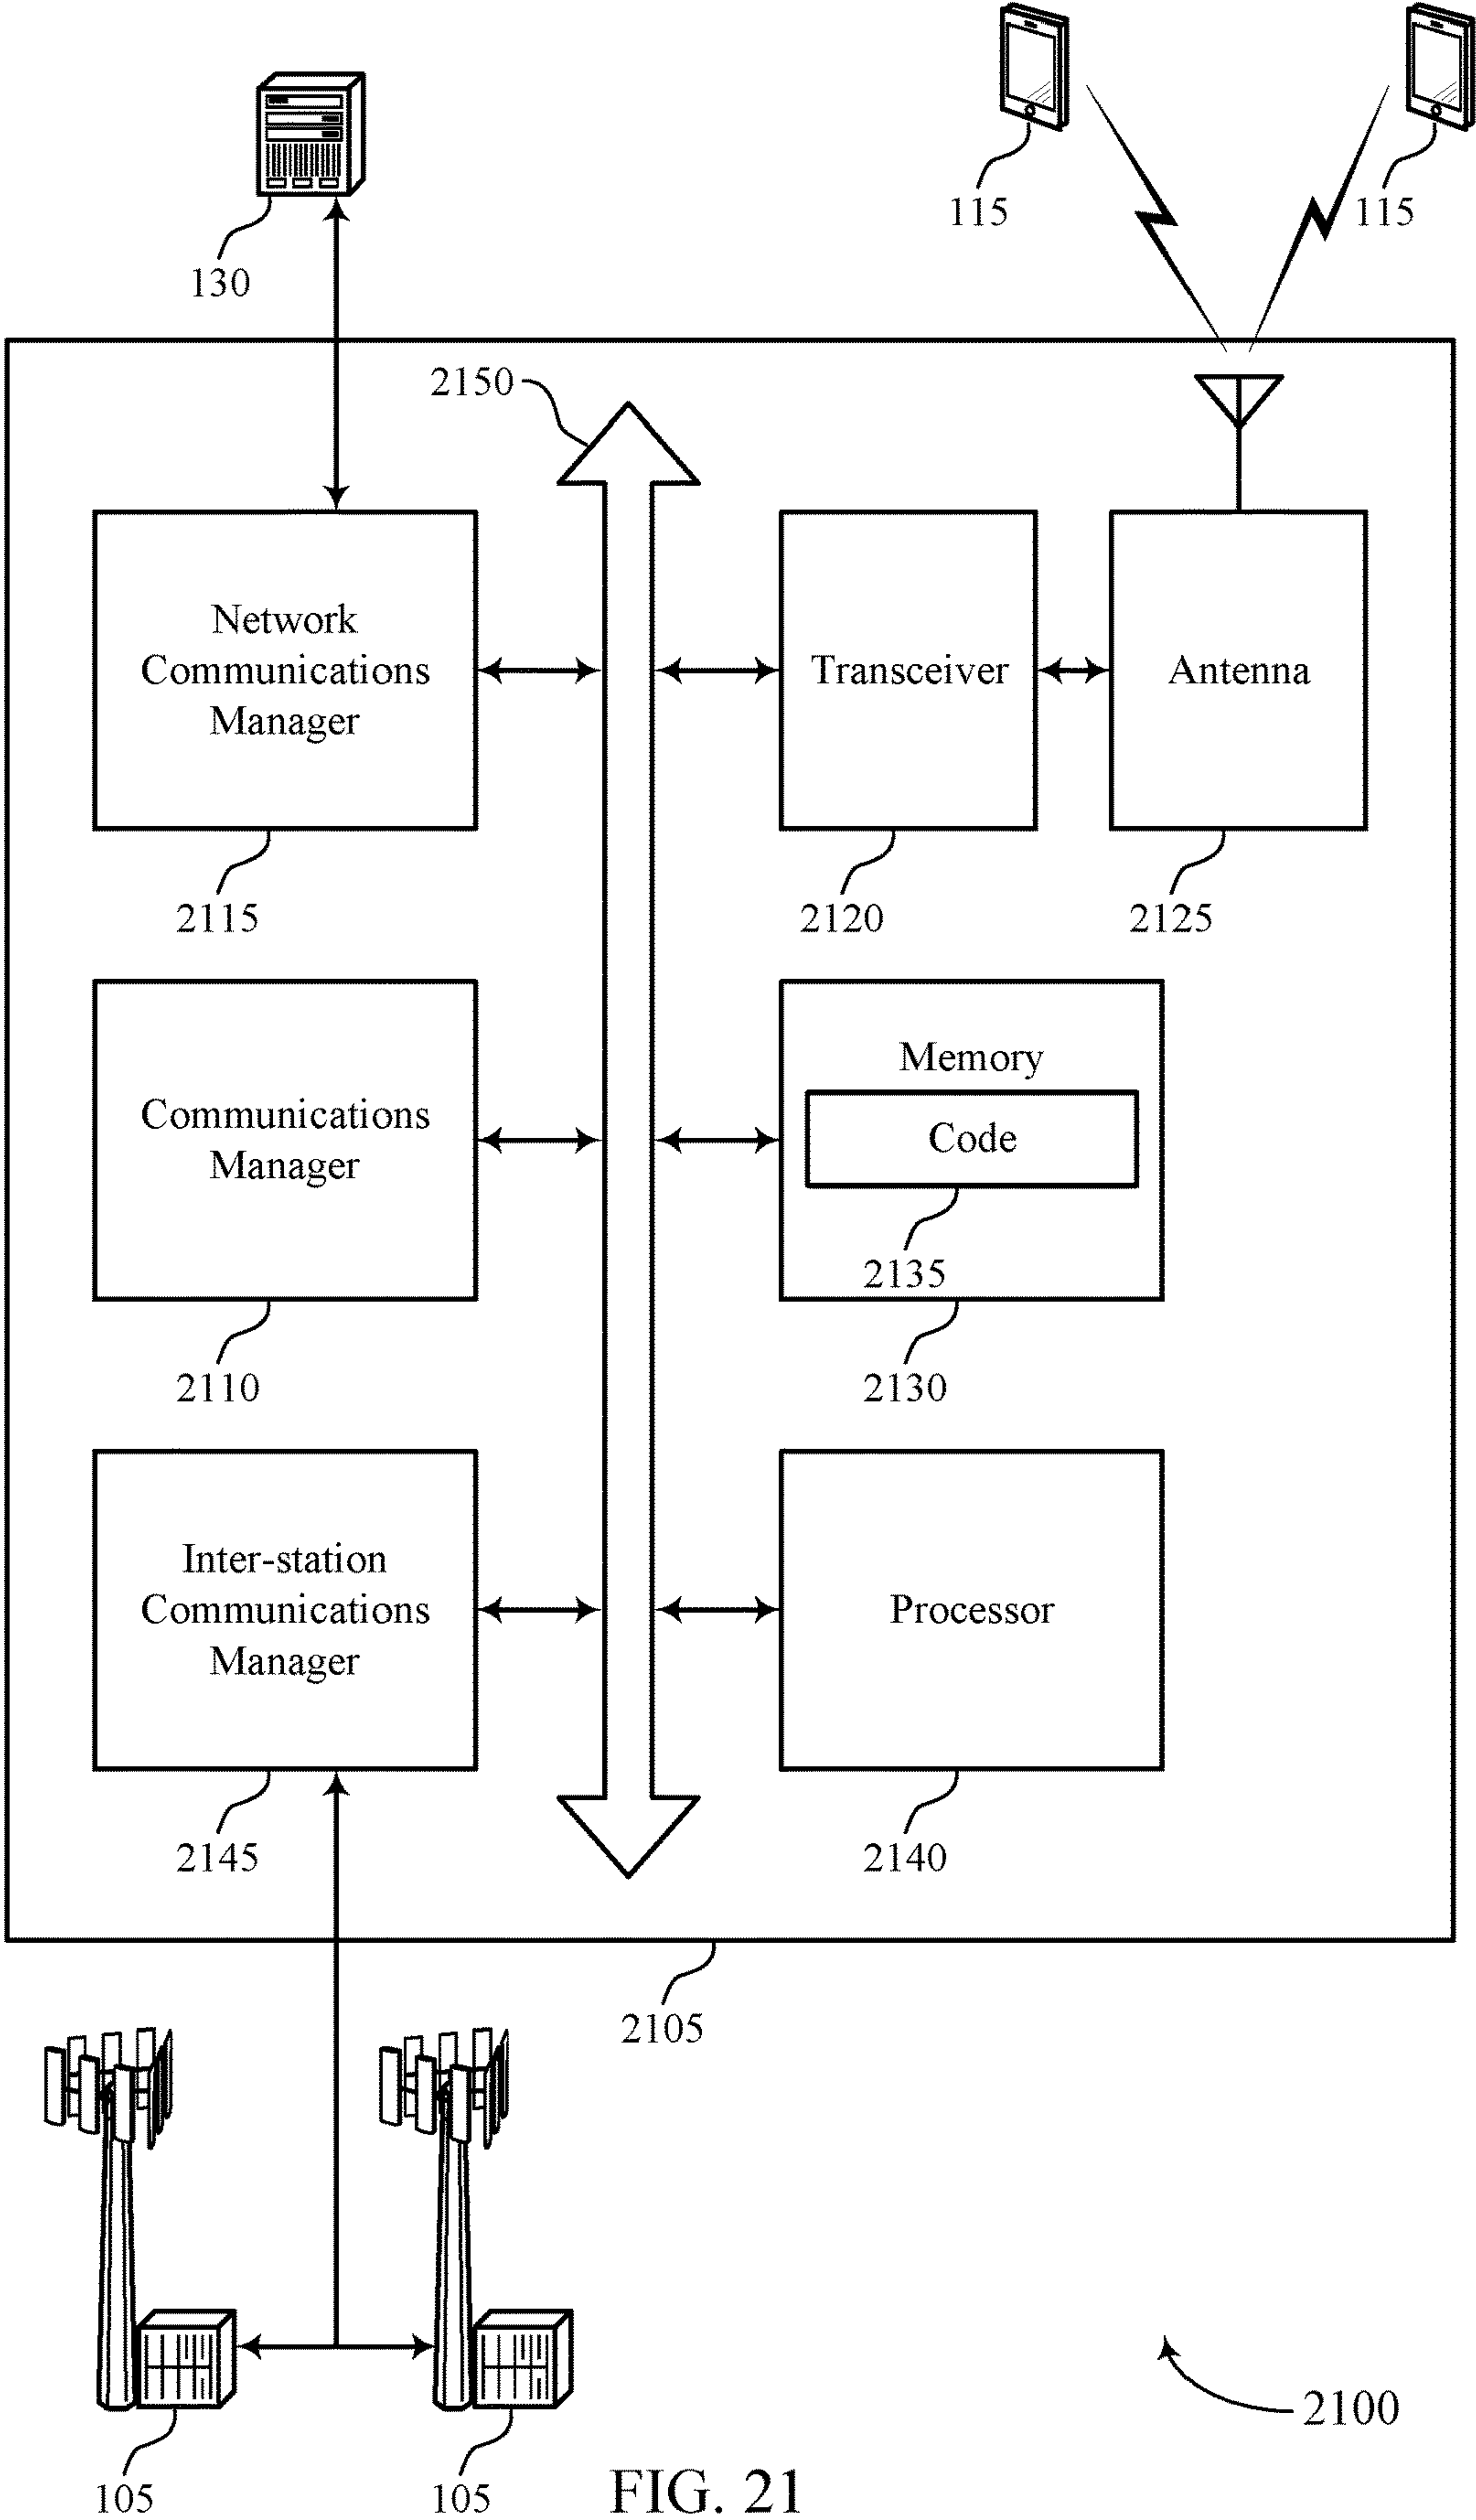 115
115
130
2150
Network
Communications
Manager
Transceiver
Antenna
2115
2120
2125
Communications
Manager
Memory
Code
2135
2110
2130
Inter-station
Communications
Manager
Processor
2145
2140
2105
2100
105
105
FIG. 21